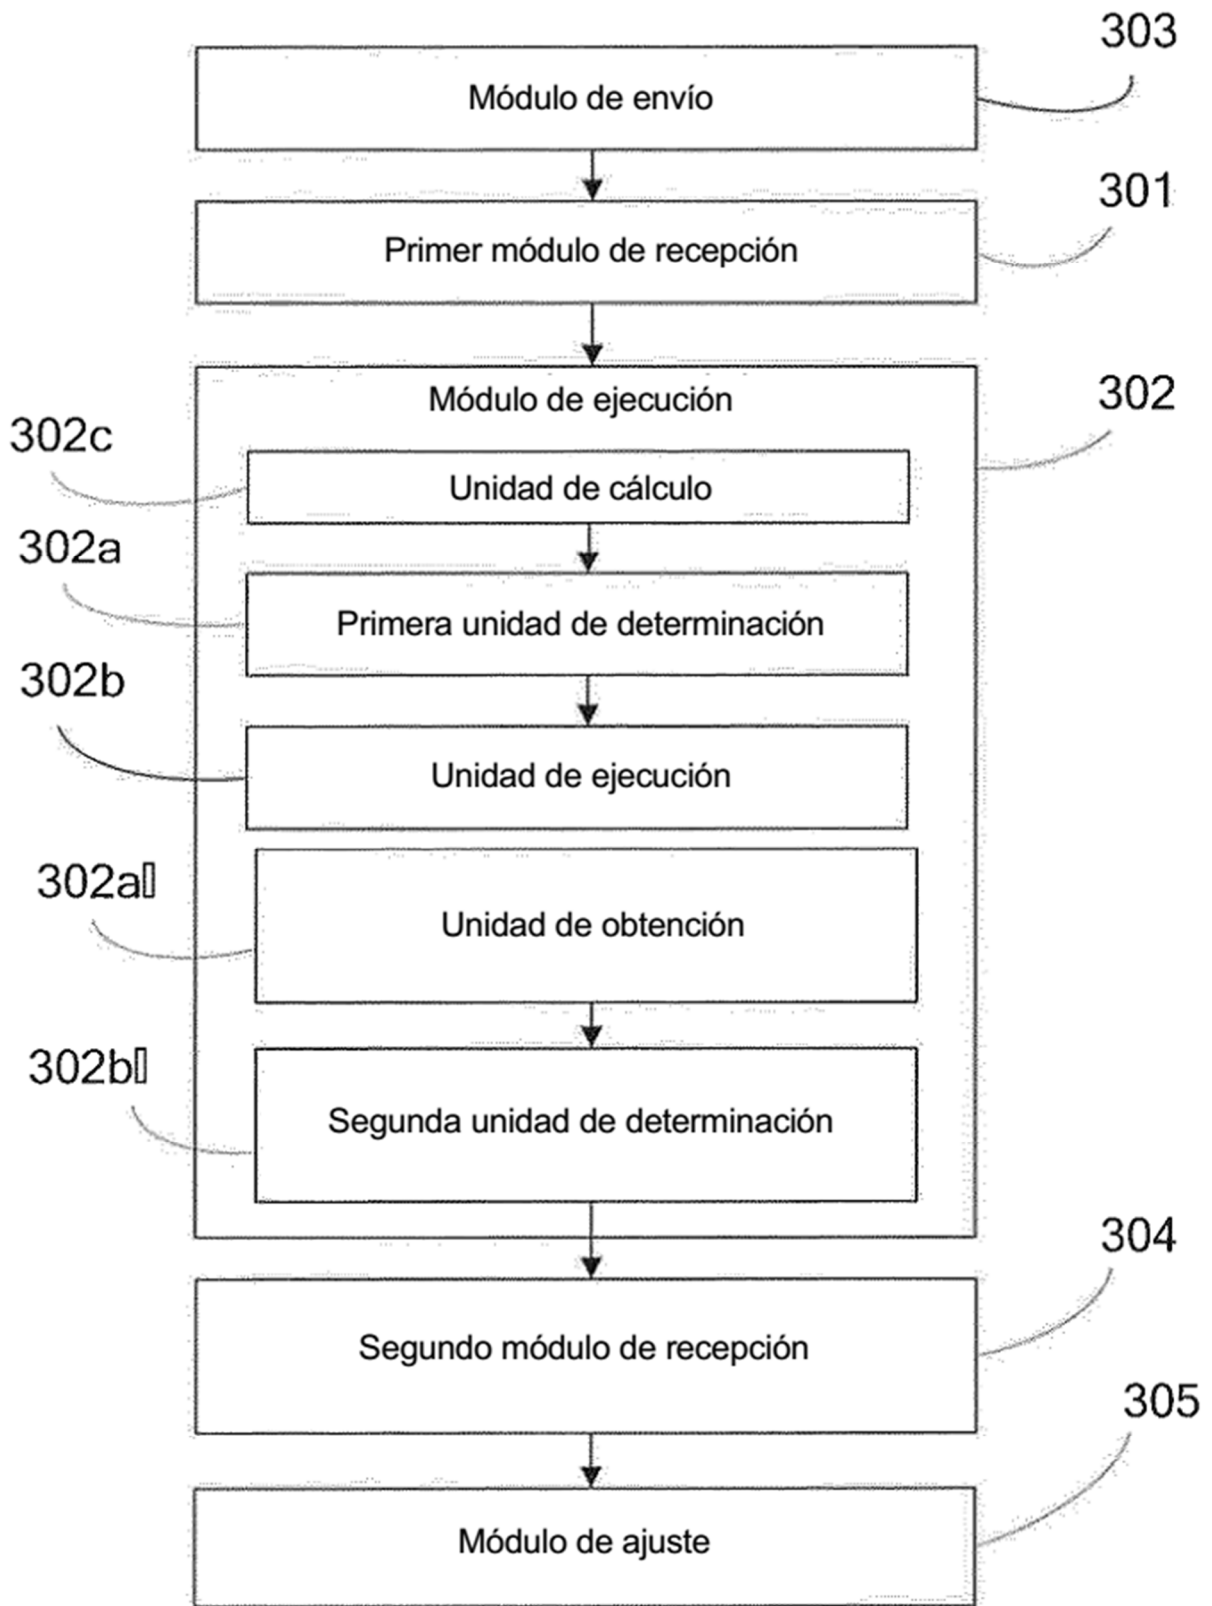 303
Módulo de envío
301
Primer módulo de recepción
302
Módulo de ejecución
302c
Unidad de cálculo
302a
Primera unidad de determinación
302b
Unidad de ejecución
302a▯
Unidad de obtención
302b▯
Segunda unidad de determinación
304
Segundo módulo de recepción
305
Módulo de ajuste